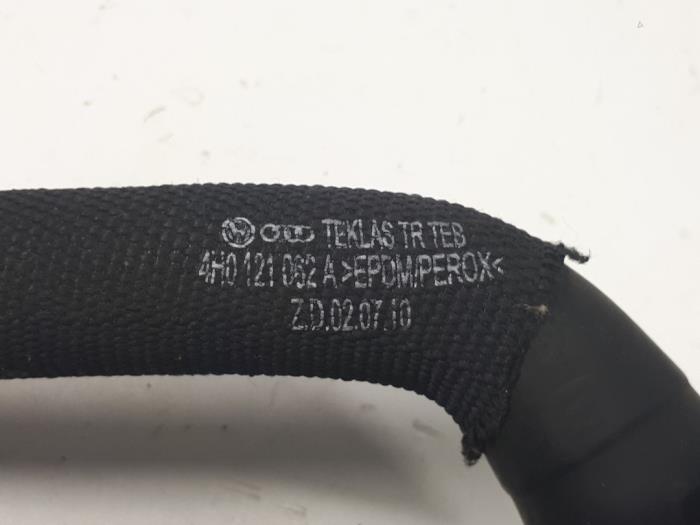 TEKLAS TR TEB
4H0 121 062 A >EPDM/PEROX<
Z.D.02.07.10